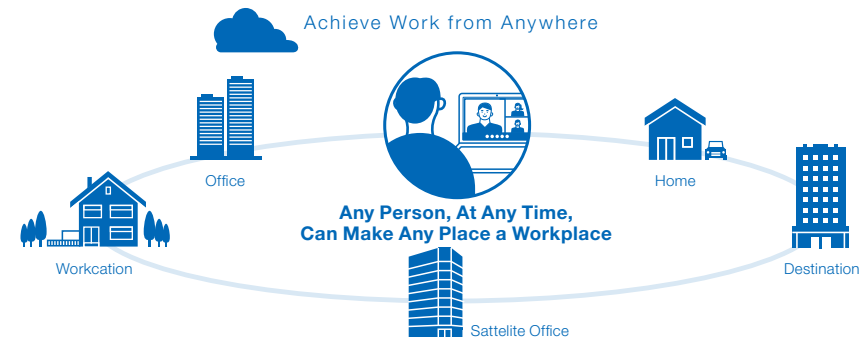 Achieve Work from Anywhere
Office
Home
Any Person, At Any Time,
Can Make Any Place a Workplace
Workcation
Destination
Sattelite Office